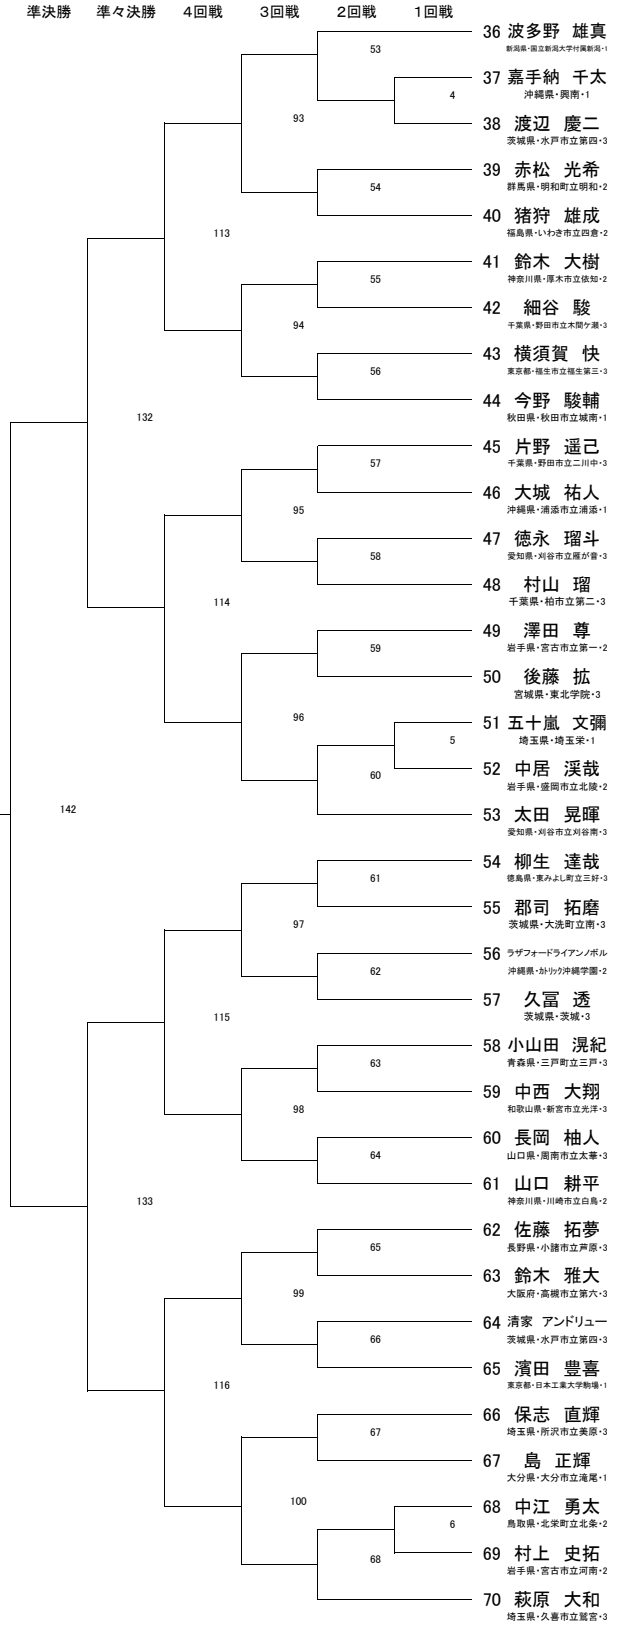 準決勝 準々決勝 4回戦 3回戦 2回戦 1回戦
36 波多野 雄真
新潟県・国立新潟大学付属新潟・1
53
37 嘉手納 千太
沖縄県・興南・1
4
93
38 渡辺 慶二
茨城県・水戸市立第四・3
39 赤松 光希
群馬県・明和町立明和・2
54
40 猪狩 雄成
福島県・いわき市立四倉・2
113
41 鈴木 大樹
神奈川県・厚木市立依知・2
55
42 細谷 駿
千葉県・野田市立木間ケ瀬・3
94
43 横須賀 快
東京都・福生市立福生第三・3
56
44 今野 駿輔
秋田県・秋田市立城南・1
132
45 片野 遥己
千葉県・野田市立二川中・3
57
46 大城 祐人
沖縄県・浦添市立浦添・1
95
47 徳永 瑠斗
愛知県・刈谷市立雁が音・3
58
48 村山 瑠
千葉県・柏市立第二・3
114
49 澤田 尊
岩手県・宮古市立第一・2
59
50 後藤 拡
宮城県・東北学院・3
96
51 五十嵐 文彌
埼玉県・埼玉栄・1
5
52 中居 渓哉
岩手県・盛岡市立北陵・2
60
53 太田 晃暉
愛知県・刈谷市立刈谷南・3
142
54 柳生 達哉
徳島県・東みよし町立三好・3
61
55 郡司 拓磨
茨城県・大洗町立南・3
97
56 ラザフォードライアンノボル
沖縄県・カトリック沖縄学園・2
62
57 久冨 透
茨城県・茨城・3
115
58 小山田 滉紀
青森県・三戸町立三戸・3
63
59 中西 大翔
和歌山県・新宮市立光洋・3
98
60 長岡 柚人
山口県・周南市立太華・3
64
61 山口 耕平
神奈川県・川崎市立白鳥・2
133
62 佐藤 拓夢
長野県・小諸市立芦原・3
65
63 鈴木 雅大
大阪府・高槻市立第六・3
99
64 清家 アンドリュー
茨城県・水戸市立第四・3
66
65 濱田 豊喜
東京都・日本工業大学駒場・1
116
66 保志 直輝
埼玉県・所沢市立美原・3
67
67 島 正輝
大分県・大分市立滝尾・1
100
68 中江 勇太
鳥取県・北栄町立北条・2
6
69 村上 史拓
岩手県・宮古市立河南・2
68
70 萩原 大和
埼玉県・久喜市立鷲宮・3